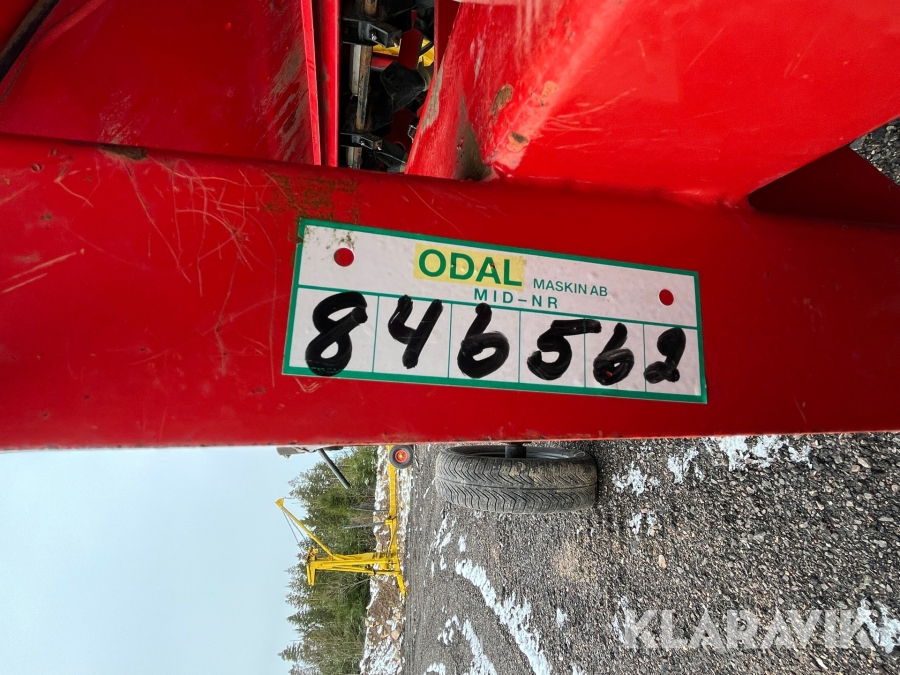 ODAL MASKIN AB
MID-NR
846562
KLARAVIK